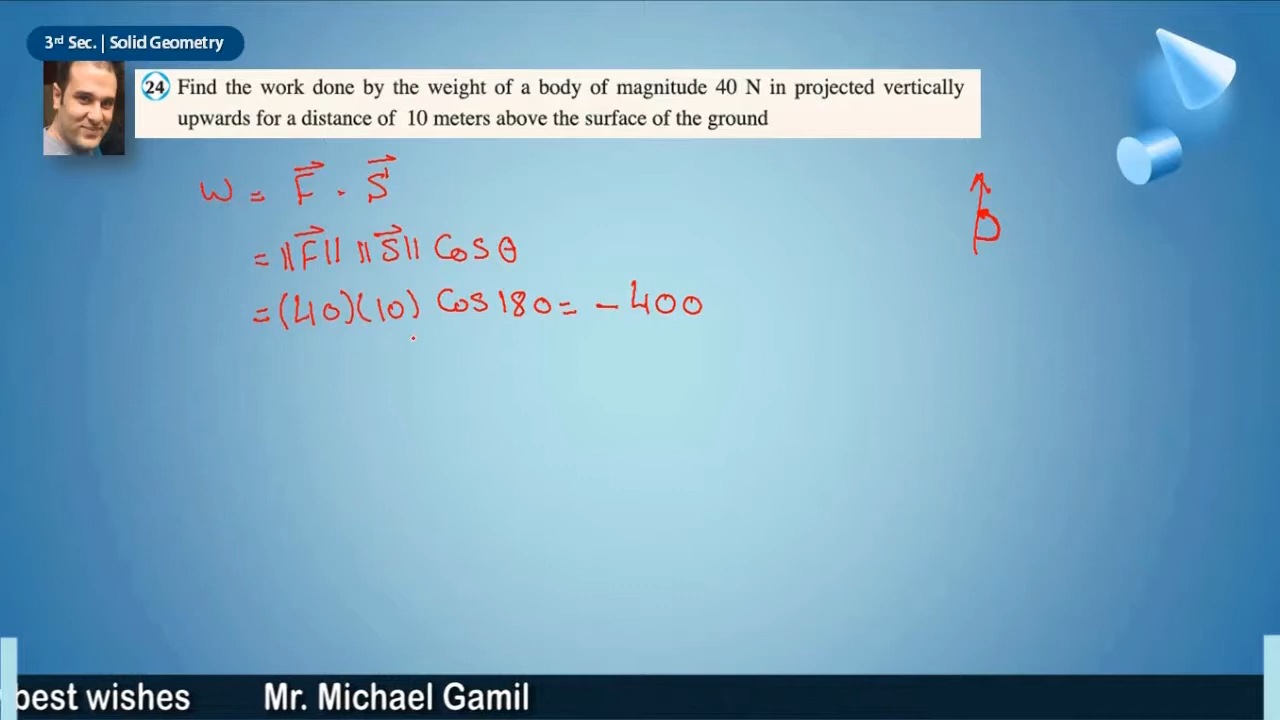 3rd Sec. | Solid Geometry
24 Find the work done by the weight of a body of magnitude 40 N in projected vertically
upwards for a distance of 10 meters above the surface of the ground
W = F⃗ . S⃗
= ||F⃗|| ||S⃗|| Cos θ
= (40)(10) Cos 180 = - 400
best wishes Mr. Michael Gamil